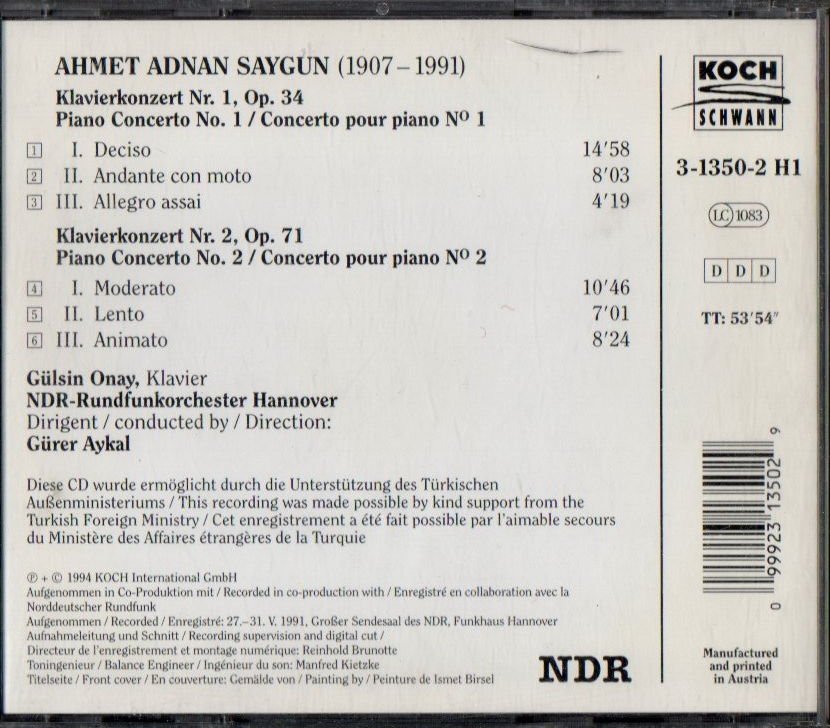 AHMET ADNAN SAYGUN (1907–1991)
Klavierkonzert Nr. 1, Op. 34
Piano Concerto No. 1 / Concerto pour piano Nº 1
1 I. Deciso 14'58
2 II. Andante con moto 8'03
3 III. Allegro assai 4'19
Klavierkonzert Nr. 2, Op. 71
Piano Concerto No. 2 / Concerto pour piano Nº 2
4 I. Moderato 10'46
5 II. Lento 7'01
6 III. Animato 8'24
Gülsin Onay, Klavier
NDR-Rundfunkorchester Hannover
Dirigent / conducted by / Direction:
Gürer Aykal
Diese CD wurde ermöglicht durch die Unterstützung des Türkischen
Außenministeriums / This recording was made possible by kind support from the
Turkish Foreign Ministry / Cet enregistrement a été fait possible par l'aimable secours
du Ministère des Affaires étrangères de la Turquie
℗ + © 1994 KOCH International GmbH
Aufgenommen in Co-Produktion mit / Recorded in co-production with / Enregistré en collaboration avec la
Norddeutscher Rundfunk
Aufgenommen / Recorded / Enregistré: 27.–31. V. 1991, Großer Sendesaal des NDR, Funkhaus Hannover
Aufnahmeleitung und Schnitt / Recording supervision and digital cut /
Directeur de l'enregistrement et montage numérique: Reinhold Brunotte
Toningenieur / Balance Engineer / Ingénieur du son: Manfred Kietzke
Titelseite / Front cover / En couverture: Gemälde von / Painting by / Peinture de Ismet Birsel
NDR
KOCH
SCHWANN
3-1350-2 H1
LC 1083
D D D
TT: 53'54"
0 99923 13502 9
Manufactured
and printed
in Austria